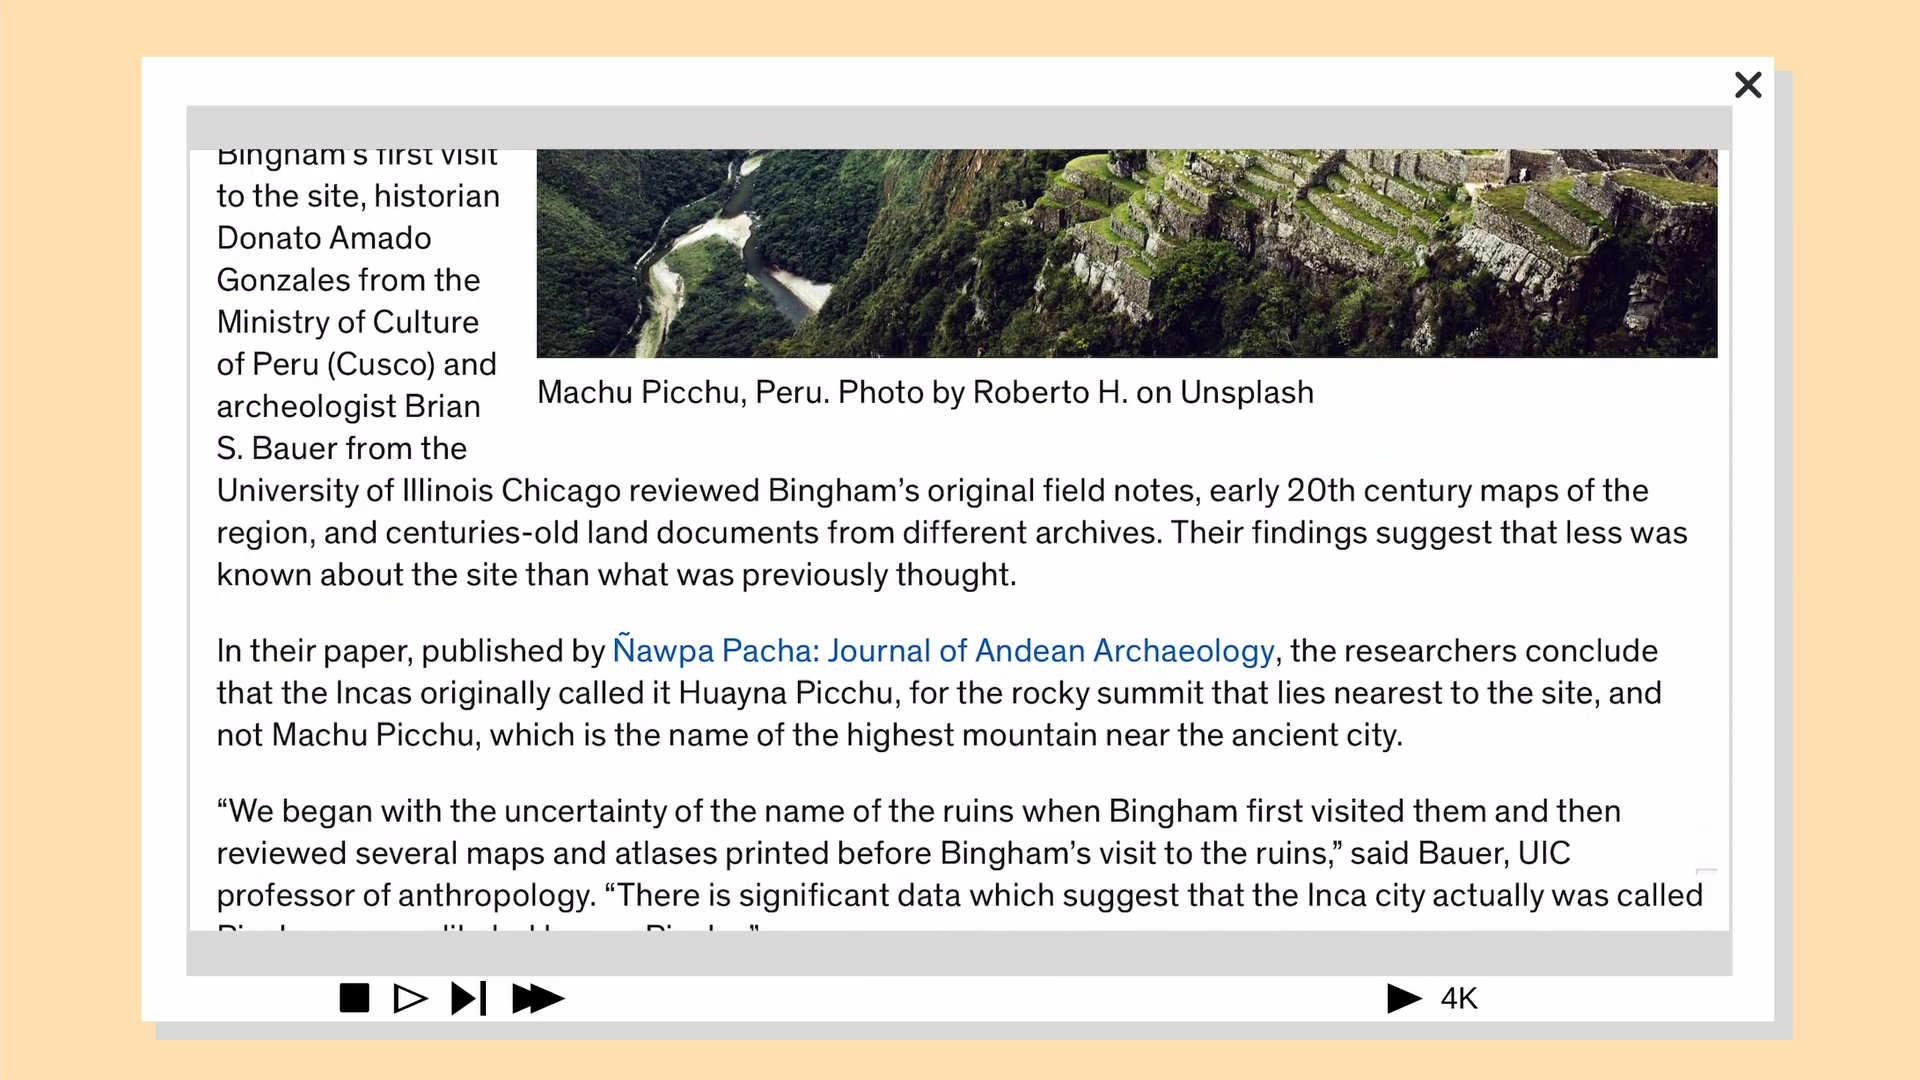 Bingham's first visit
to the site, historian
Donato Amado
Gonzales from the
Ministry of Culture
of Peru (Cusco) and
archeologist Brian
S. Bauer from the
Machu Picchu, Peru. Photo by Roberto H. on Unsplash
University of Illinois Chicago reviewed Bingham’s original field notes, early 20th century maps of the
region, and centuries-old land documents from different archives. Their findings suggest that less was
known about the site than what was previously thought.
In their paper, published by Ñawpa Pacha: Journal of Andean Archaeology, the researchers conclude
that the Incas originally called it Huayna Picchu, for the rocky summit that lies nearest to the site, and
not Machu Picchu, which is the name of the highest mountain near the ancient city.
“We began with the uncertainty of the name of the ruins when Bingham first visited them and then
reviewed several maps and atlases printed before Bingham’s visit to the ruins,” said Bauer, UIC
professor of anthropology. “There is significant data which suggest that the Inca city actually was called
4K